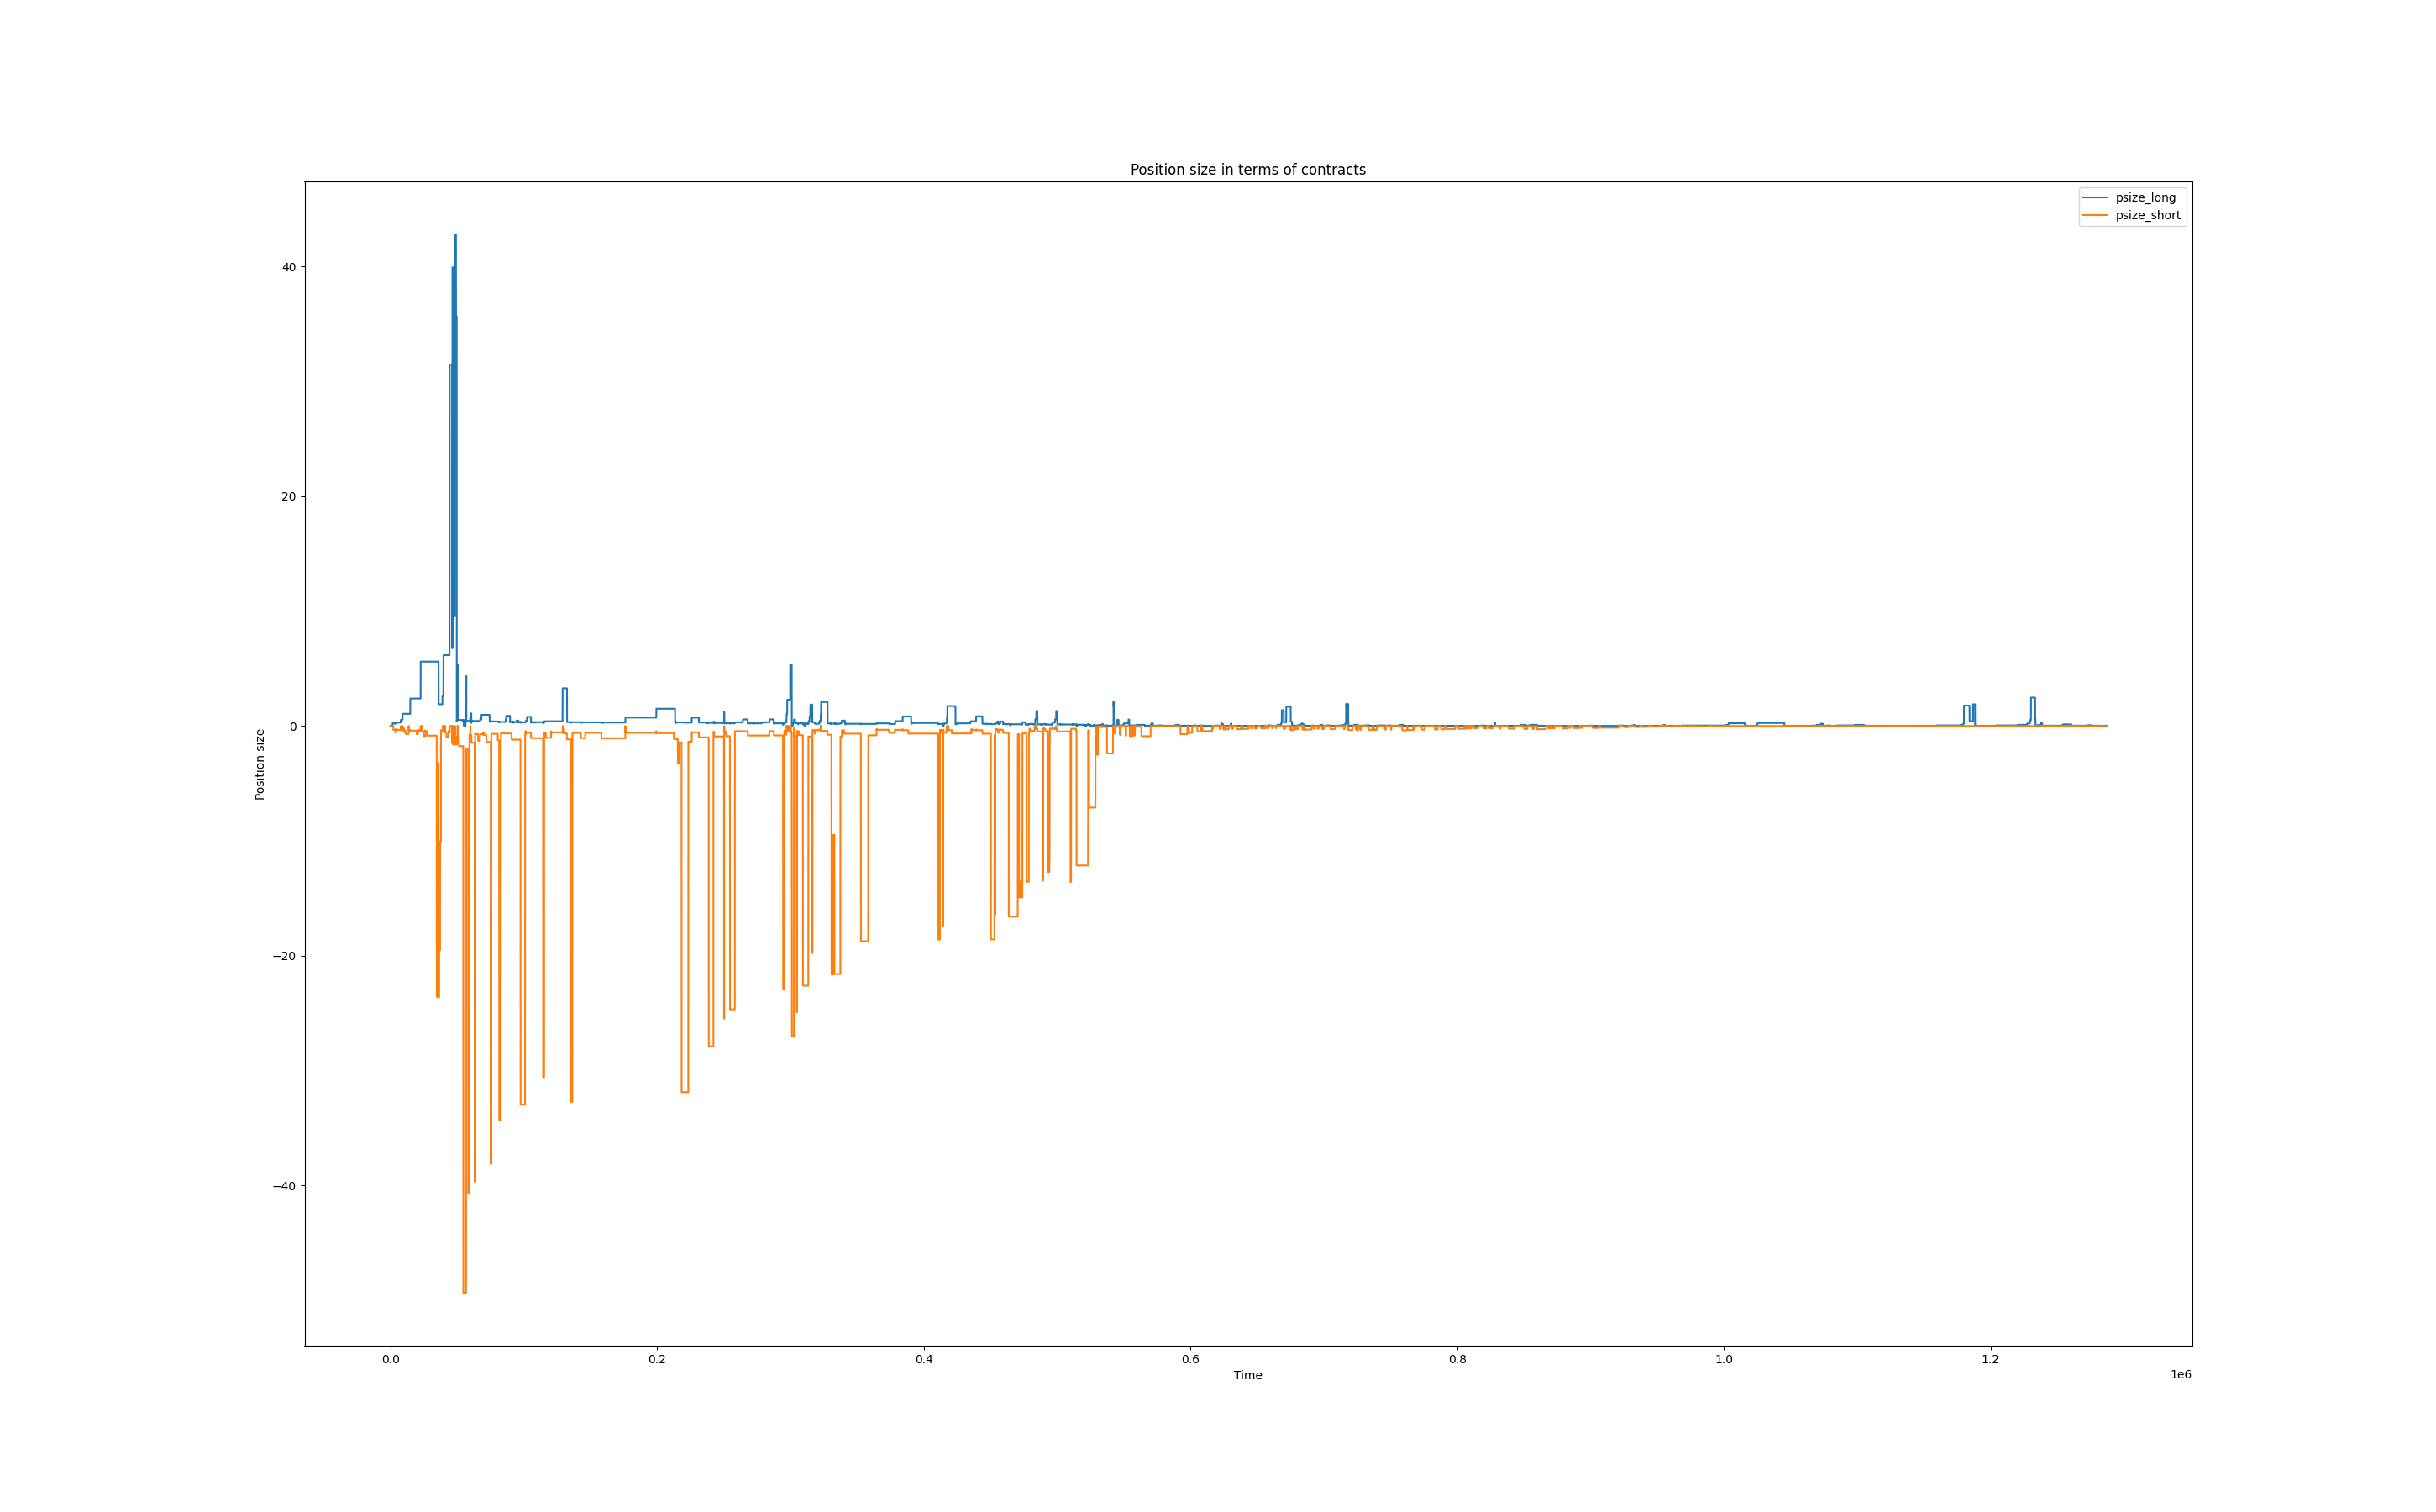 Position size in terms of contracts
psize_long
psize_short
40
20
0
−20
−40
Position size
0.0 0.2 0.4 0.6 0.8 1.0 1.2
Time
1e6